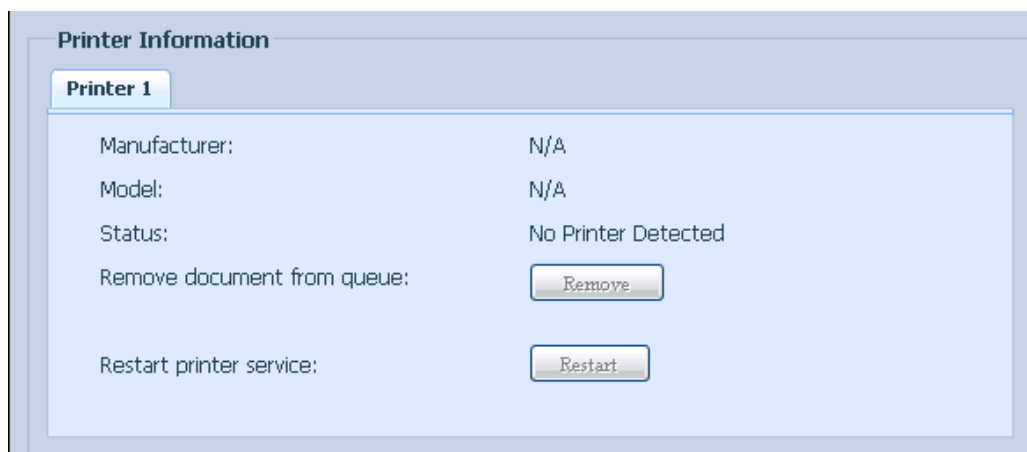 Printer Information
Printer 1
Manufacturer: N/A
Model: N/A
Status: No Printer Detected
Remove document from queue: Remove
Restart printer service: Restart